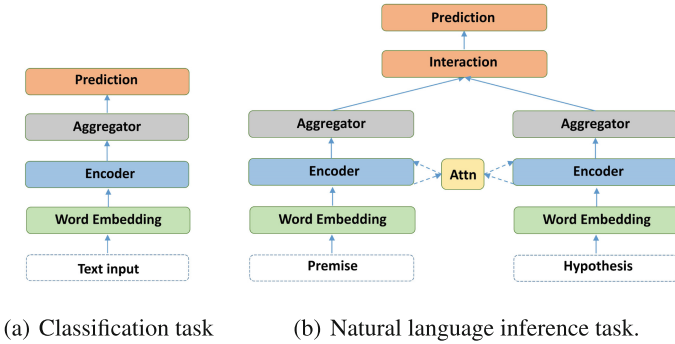 Prediction
Aggregator
Encoder
Word Embedding
Text input
(a) Classification task
Prediction
Interaction
Aggregator
Aggregator
Encoder
Attn
Encoder
Word Embedding
Word Embedding
Premise
Hypothesis
(b) Natural language inference task.